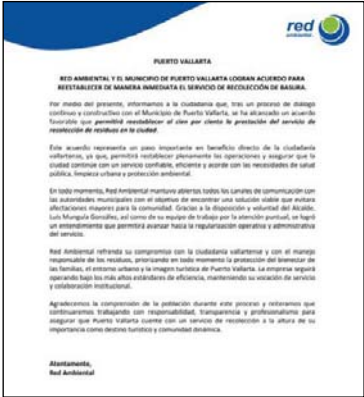 red
ambiental
PUERTO VALLARTA
RED AMBIENTAL Y EL MUNICIPIO DE PUERTO VALLARTA LOGRAN ACUERDO PARA
REESTABLECER DE MANERA INMEDIATA EL SERVICIO DE RECOLECCIÓN DE BASURA.
Por medio del presente, informamos a la ciudadanía que, tras un proceso de diálogo
continuo y constructivo con el Municipio de Puerto Vallarta, se ha alcanzado un acuerdo
favorable que permitirá reestablecer al cien por ciento la prestación del servicio de
recolección de residuos en la ciudad.
Este acuerdo representa un paso importante en beneficio directo de la ciudadanía
vallartense, ya que, permitirá restablecer plenamente las operaciones y asegurar que la
ciudad continúe con un servicio confiable, eficiente y acorde con las necesidades de salud
pública, limpieza urbana y protección ambiental.
En todo momento, Red Ambiental mantuvo abiertos todos los canales de comunicación con
las autoridades municipales con el objetivo de encontrar una solución viable que evitara
afectaciones mayores para la comunidad. Gracias a la disposición y voluntad del Alcalde,
Luis Munguía González, así como de su equipo de trabajo por la atención puntual, se logró
un entendimiento que permitirá avanzar hacia la regularización operativa y administrativa
del servicio.
Red Ambiental refrenda su compromiso con la ciudadanía vallartense y con el manejo
responsable de los residuos, priorizando en todo momento la protección del bienestar de
las familias, el entorno urbano y la imagen turística de Puerto Vallarta. La empresa seguirá
operando bajo los más altos estándares de eficiencia, manteniendo su vocación de servicio
y colaboración institucional.
Agradecemos la comprensión de la población durante este proceso y reiteramos que
continuaremos trabajando con responsabilidad, transparencia y profesionalismo para
asegurar que Puerto Vallarta cuente con un servicio de recolección a la altura de su
importancia como destino turístico y comunidad dinámica.
Atentamente,
Red Ambiental